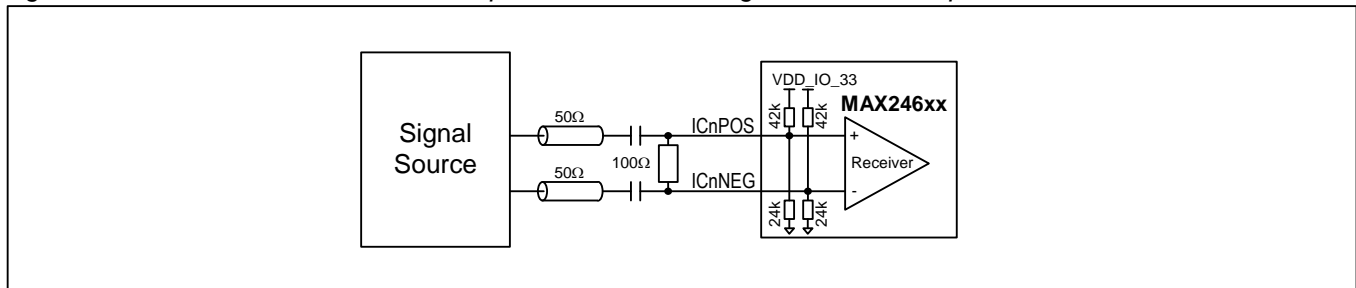 VDD_IO_33
MAX246xx
42k
42k
50Ω
ICnPOS
+
Signal
Source
100Ω
Receiver
50Ω
ICnNEG
-
24k
24k